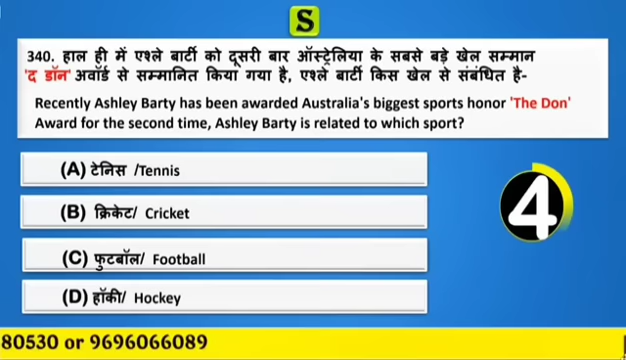 S
340. हाल ही में एश्ले बार्टी को दूसरी बार ऑस्ट्रेलिया के सबसे बड़े खेल सम्मान
'द डॉन' अवॉर्ड से सम्मानित किया गया है, एश्ले बार्टी किस खेल से संबंधित है-
Recently Ashley Barty has been awarded Australia's biggest sports honor 'The Don'
Award for the second time, Ashley Barty is related to which sport?
(A) टेनिस /Tennis
(B) क्रिकेट/ Cricket
(C) फुटबॉल/ Football
(D) हॉकी/ Hockey
4
80530 or 9696066089